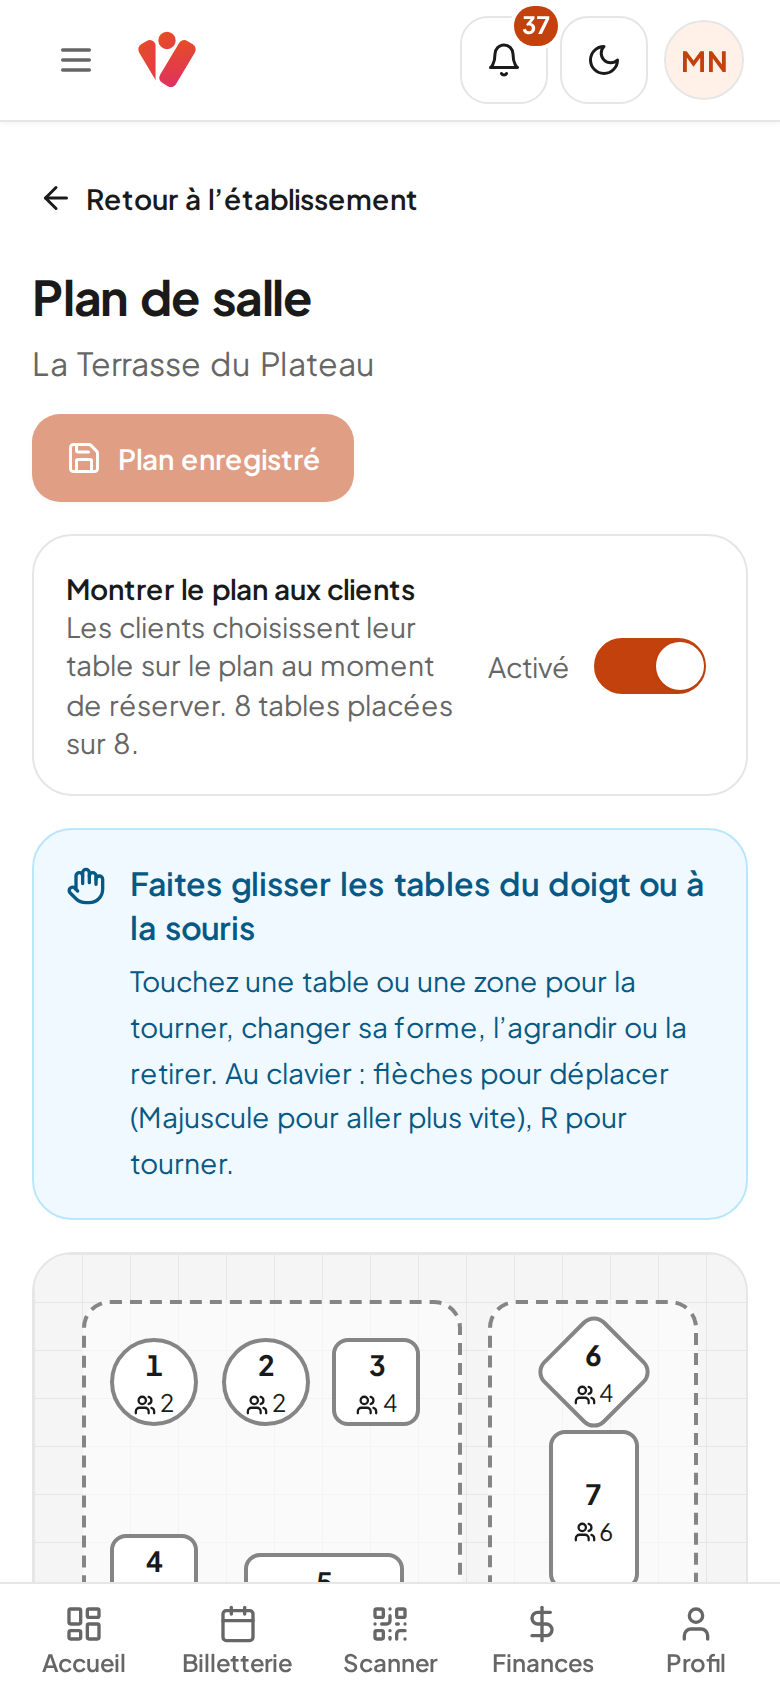 37
MN
Retour à l’établissement
Plan de salle
La Terrasse du Plateau
Plan enregistré
Montrer le plan aux clients
Les clients choisissent leur
table sur le plan au moment
de réserver. 8 tables placées
sur 8.
Activé
Faites glisser les tables du doigt ou à
la souris
Touchez une table ou une zone pour la
tourner, changer sa forme, l’agrandir ou la
retirer. Au clavier : flèches pour déplacer
(Majuscule pour aller plus vite), R pour
tourner.
1
2
2
2
3
4
6
4
7
6
4
5
Accueil
Billetterie
Scanner
Finances
Profil